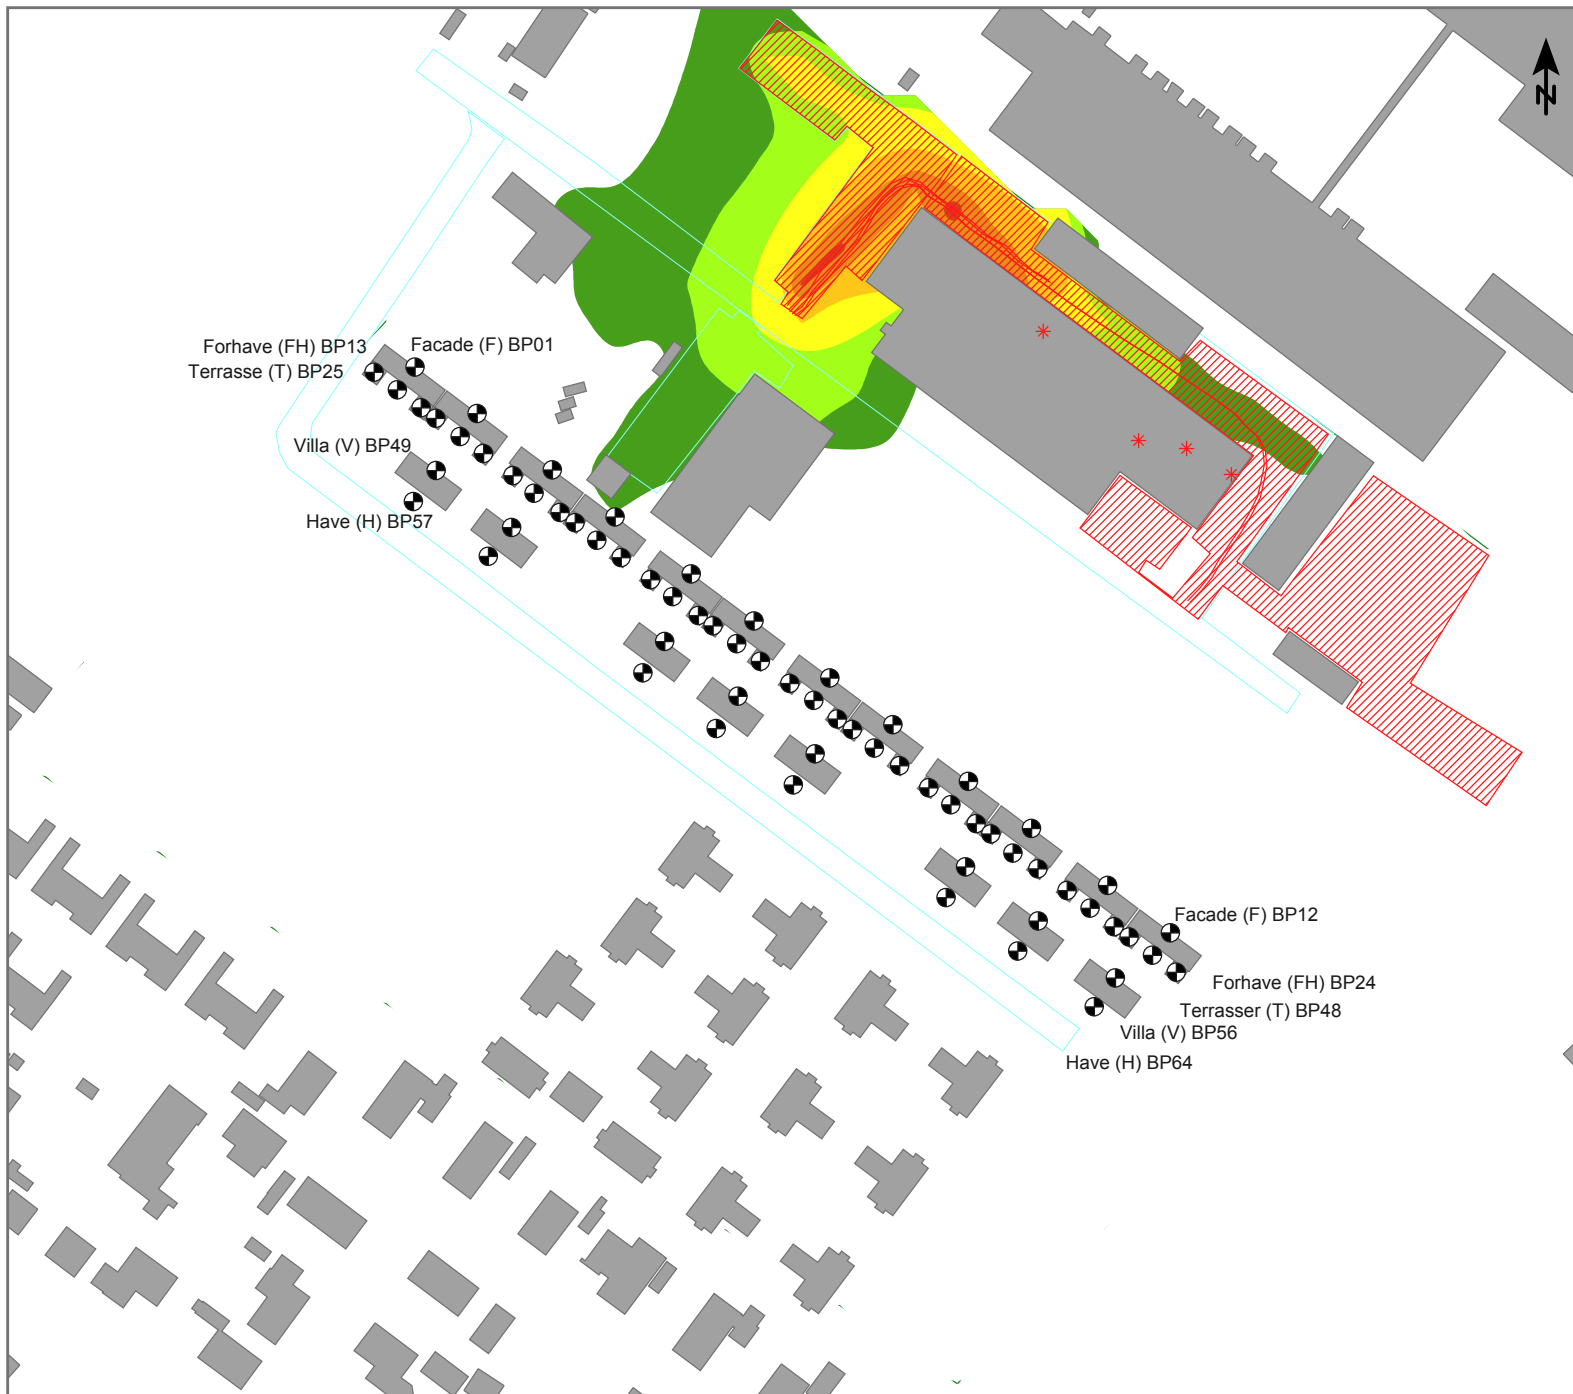 N
Forhave (FH) BP13
Facade (F) BP01
Terrasse (T) BP25
Villa (V) BP49
Have (H) BP57
Facade (F) BP12
Forhave (FH) BP24
Terrasser (T) BP48
Villa (V) BP56
Have (H) BP64